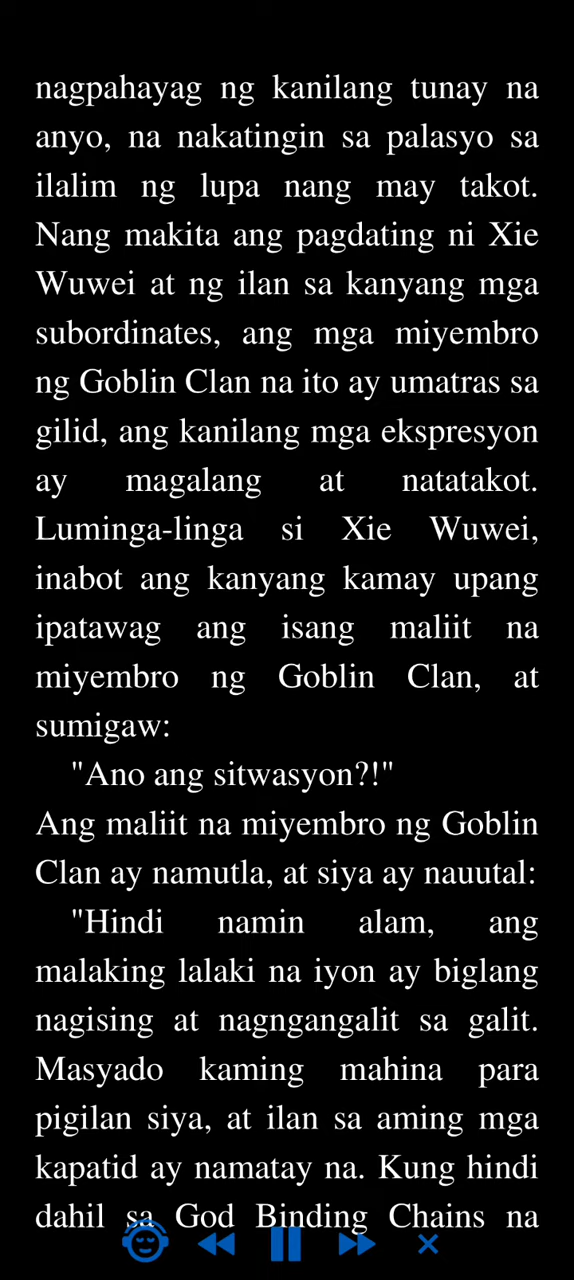 nagpahayag ng kanilang tunay na
anyo, na nakatingin sa palasyo sa
ilalim ng lupa nang may takot.
Nang makita ang pagdating ni Xie
Wuwei at ng ilan sa kanyang mga
subordinates, ang mga miyembro
ng Goblin Clan na ito ay umatras sa
gilid, ang kanilang mga ekspresyon
ay magalang at natatakot.
Luminga-linga si Xie Wuwei,
inabot ang kanyang kamay upang
ipatawag ang isang maliit na
miyembro ng Goblin Clan, at
sumigaw:
"Ano ang sitwasyon?!"
Ang maliit na miyembro ng Goblin
Clan ay namutla, at siya ay nauutal:
"Hindi namin alam, ang
malaking lalaki na iyon ay biglang
nagising at nagngangalit sa galit.
Masyado kaming mahina para
pigilan siya, at ilan sa aming mga
kapatid ay namatay na. Kung hindi
dahil sa God Binding Chains na